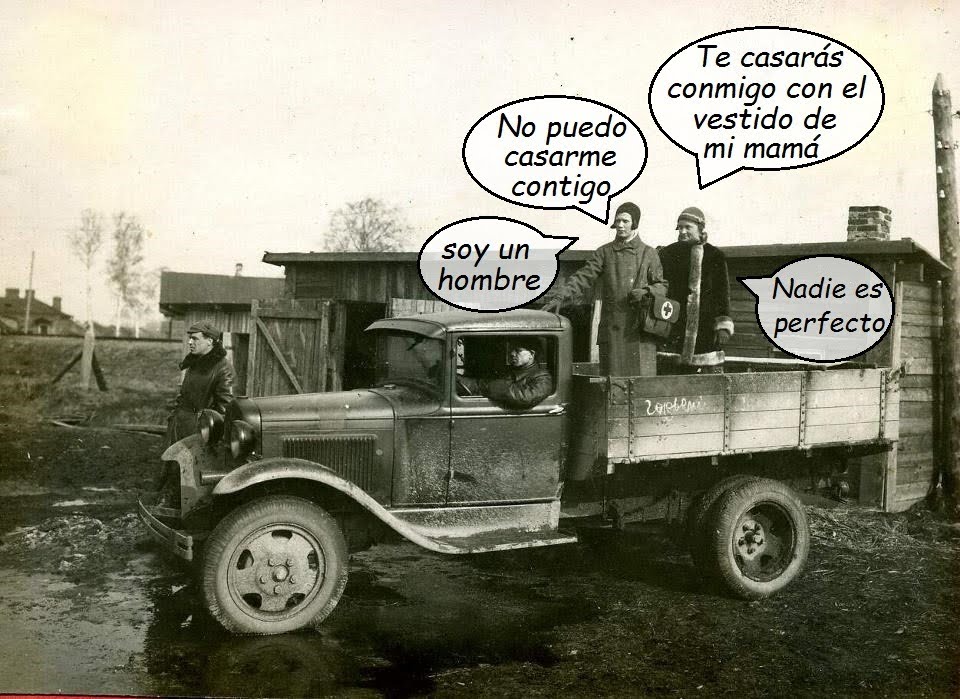 Te casarás
conmigo con el
vestido de
mi mamá
No puedo
casarme
contigo
soy un
hombre
Nadie es
perfecto